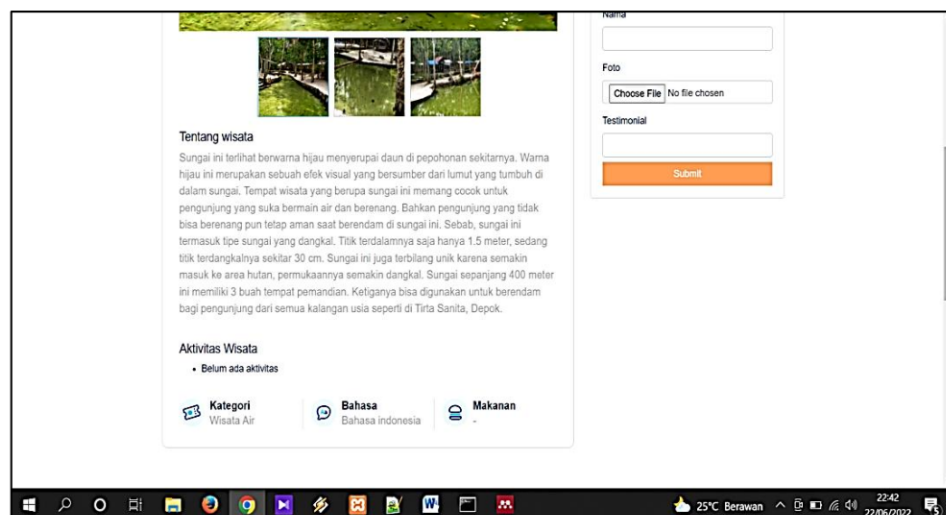 Nama
Foto
Choose File No file chosen
Testimonial
Submit
Tentang wisata
Sungai ini terlihat berwarna hijau menyerupai daun di pepohonan sekitarnya. Warna
hijau ini merupakan sebuah efek visual yang bersumber dari lumut yang tumbuh di
dalam sungai. Tempat wisata yang berupa sungai ini memang cocok untuk
pengunjung yang suka bermain air dan berenang. Bahkan pengunjung yang tidak
bisa berenang pun tetap aman saat berendam di sungai ini. Sebab, sungai ini
termasuk tipe sungai yang dangkal. Titik terdalamnya saja hanya 1.5 meter, sedang
titik terdangkalnya sekitar 30 cm. Sungai ini juga terbilang unik karena semakin
masuk ke area hutan, permukaannya semakin dangkal. Sungai sepanjang 400 meter
ini memiliki 3 buah tempat pemandian. Ketiganya bisa digunakan untuk berendam
bagi pengunjung dari semua kalangan usia seperti di Tirta Sanita, Depok.
Aktivitas Wisata
• Belum ada aktivitas
Kategori
Wisata Air
Bahasa
Bahasa indonesia
Makanan
-
25°C Berawan
22:42
22/06/2022